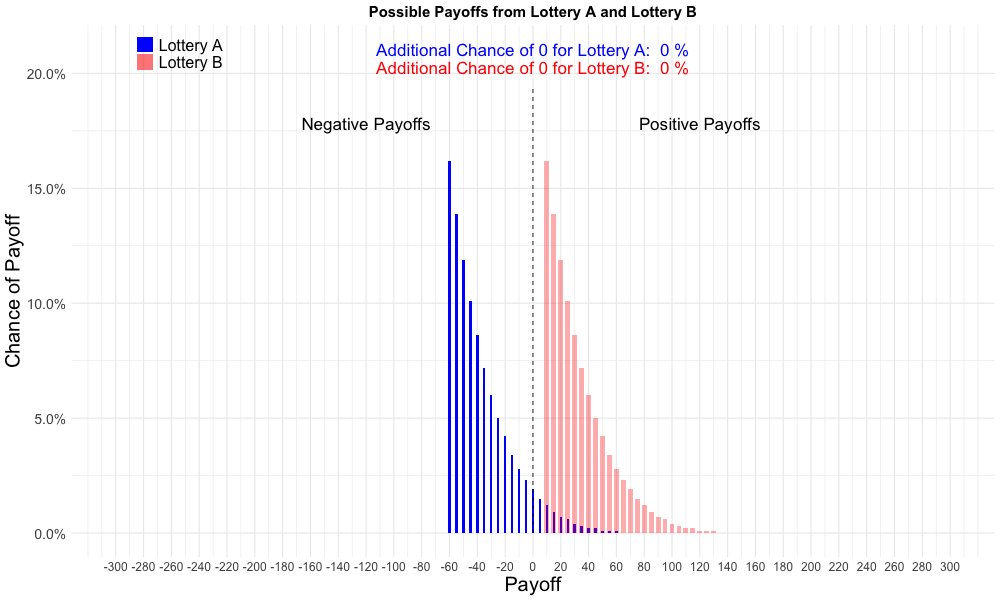 Possible Payoffs from Lottery A and Lottery B
Lottery A
Lottery B
Additional Chance of 0 for Lottery A:  0 %
Additional Chance of 0 for Lottery B:  0 %
Negative Payoffs
Positive Payoffs
Chance of Payoff
20.0%
15.0%
10.0%
5.0%
0.0%
-300 -280 -260 -240 -220 -200 -180 -160 -140 -120 -100 -80 -60 -40 -20 0 20 40 60 80 100 120 140 160 180 200 220 240 260 280 300
Payoff